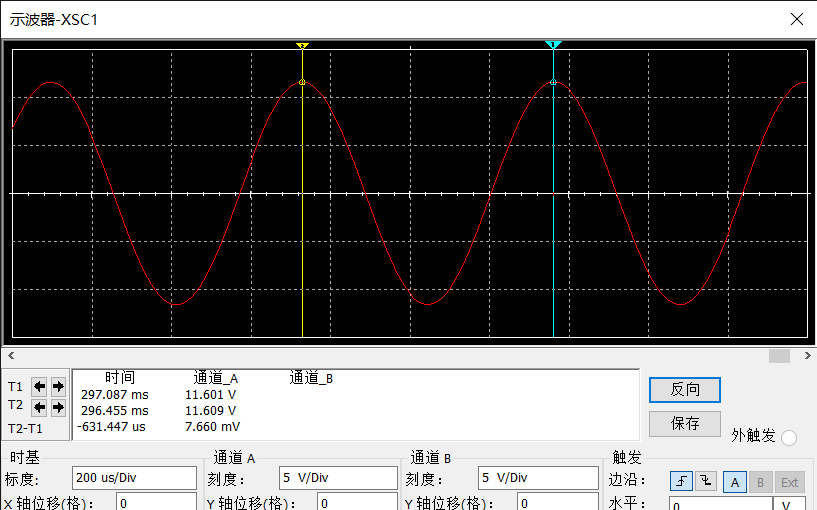 示波器-XSC1
2
1
时间 通道_A 通道_B
T1 297.087 ms 11.601 V
T2 296.455 ms 11.609 V
T2-T1 -631.447 us 7.660 mV
反向
保存
外触发
时基 通道 A 通道 B 触发
标度: 200 us/Div 刻度: 5 V/Div 刻度: 5 V/Div 边沿: A B Ext
X 轴位移(格): 0 Y 轴位移(格): 0 Y 轴位移(格): 0 水平: 0 V